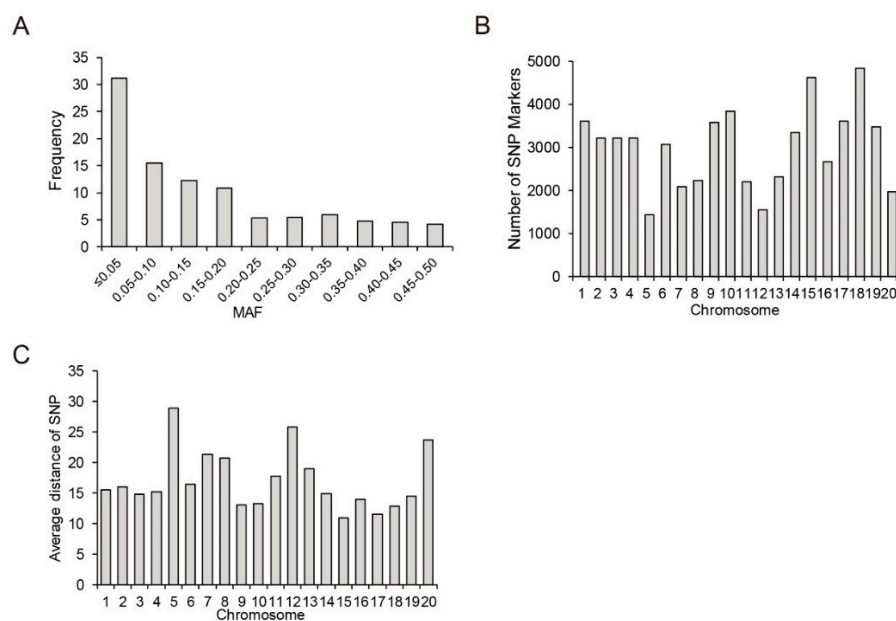 A
Frequency
35
30
25
20
15
10
5
0
≤0.05
0.05-0.10
0.10-0.15
0.15-0.20
0.20-0.25
0.25-0.30
0.30-0.35
0.35-0.40
0.40-0.45
0.45-0.50
MAF
B
Number of SNP Markers
5000
4000
3000
2000
1000
0
1 2 3 4 5 6 7 8 9 10 11 12 13 14 15 16 17 18 19 20
Chromosome
C
Average distance of SNP
35
30
25
20
15
10
5
0
1 2 3 4 5 6 7 8 9 10 11 12 13 14 15 16 17 18 19 20
Chromosome